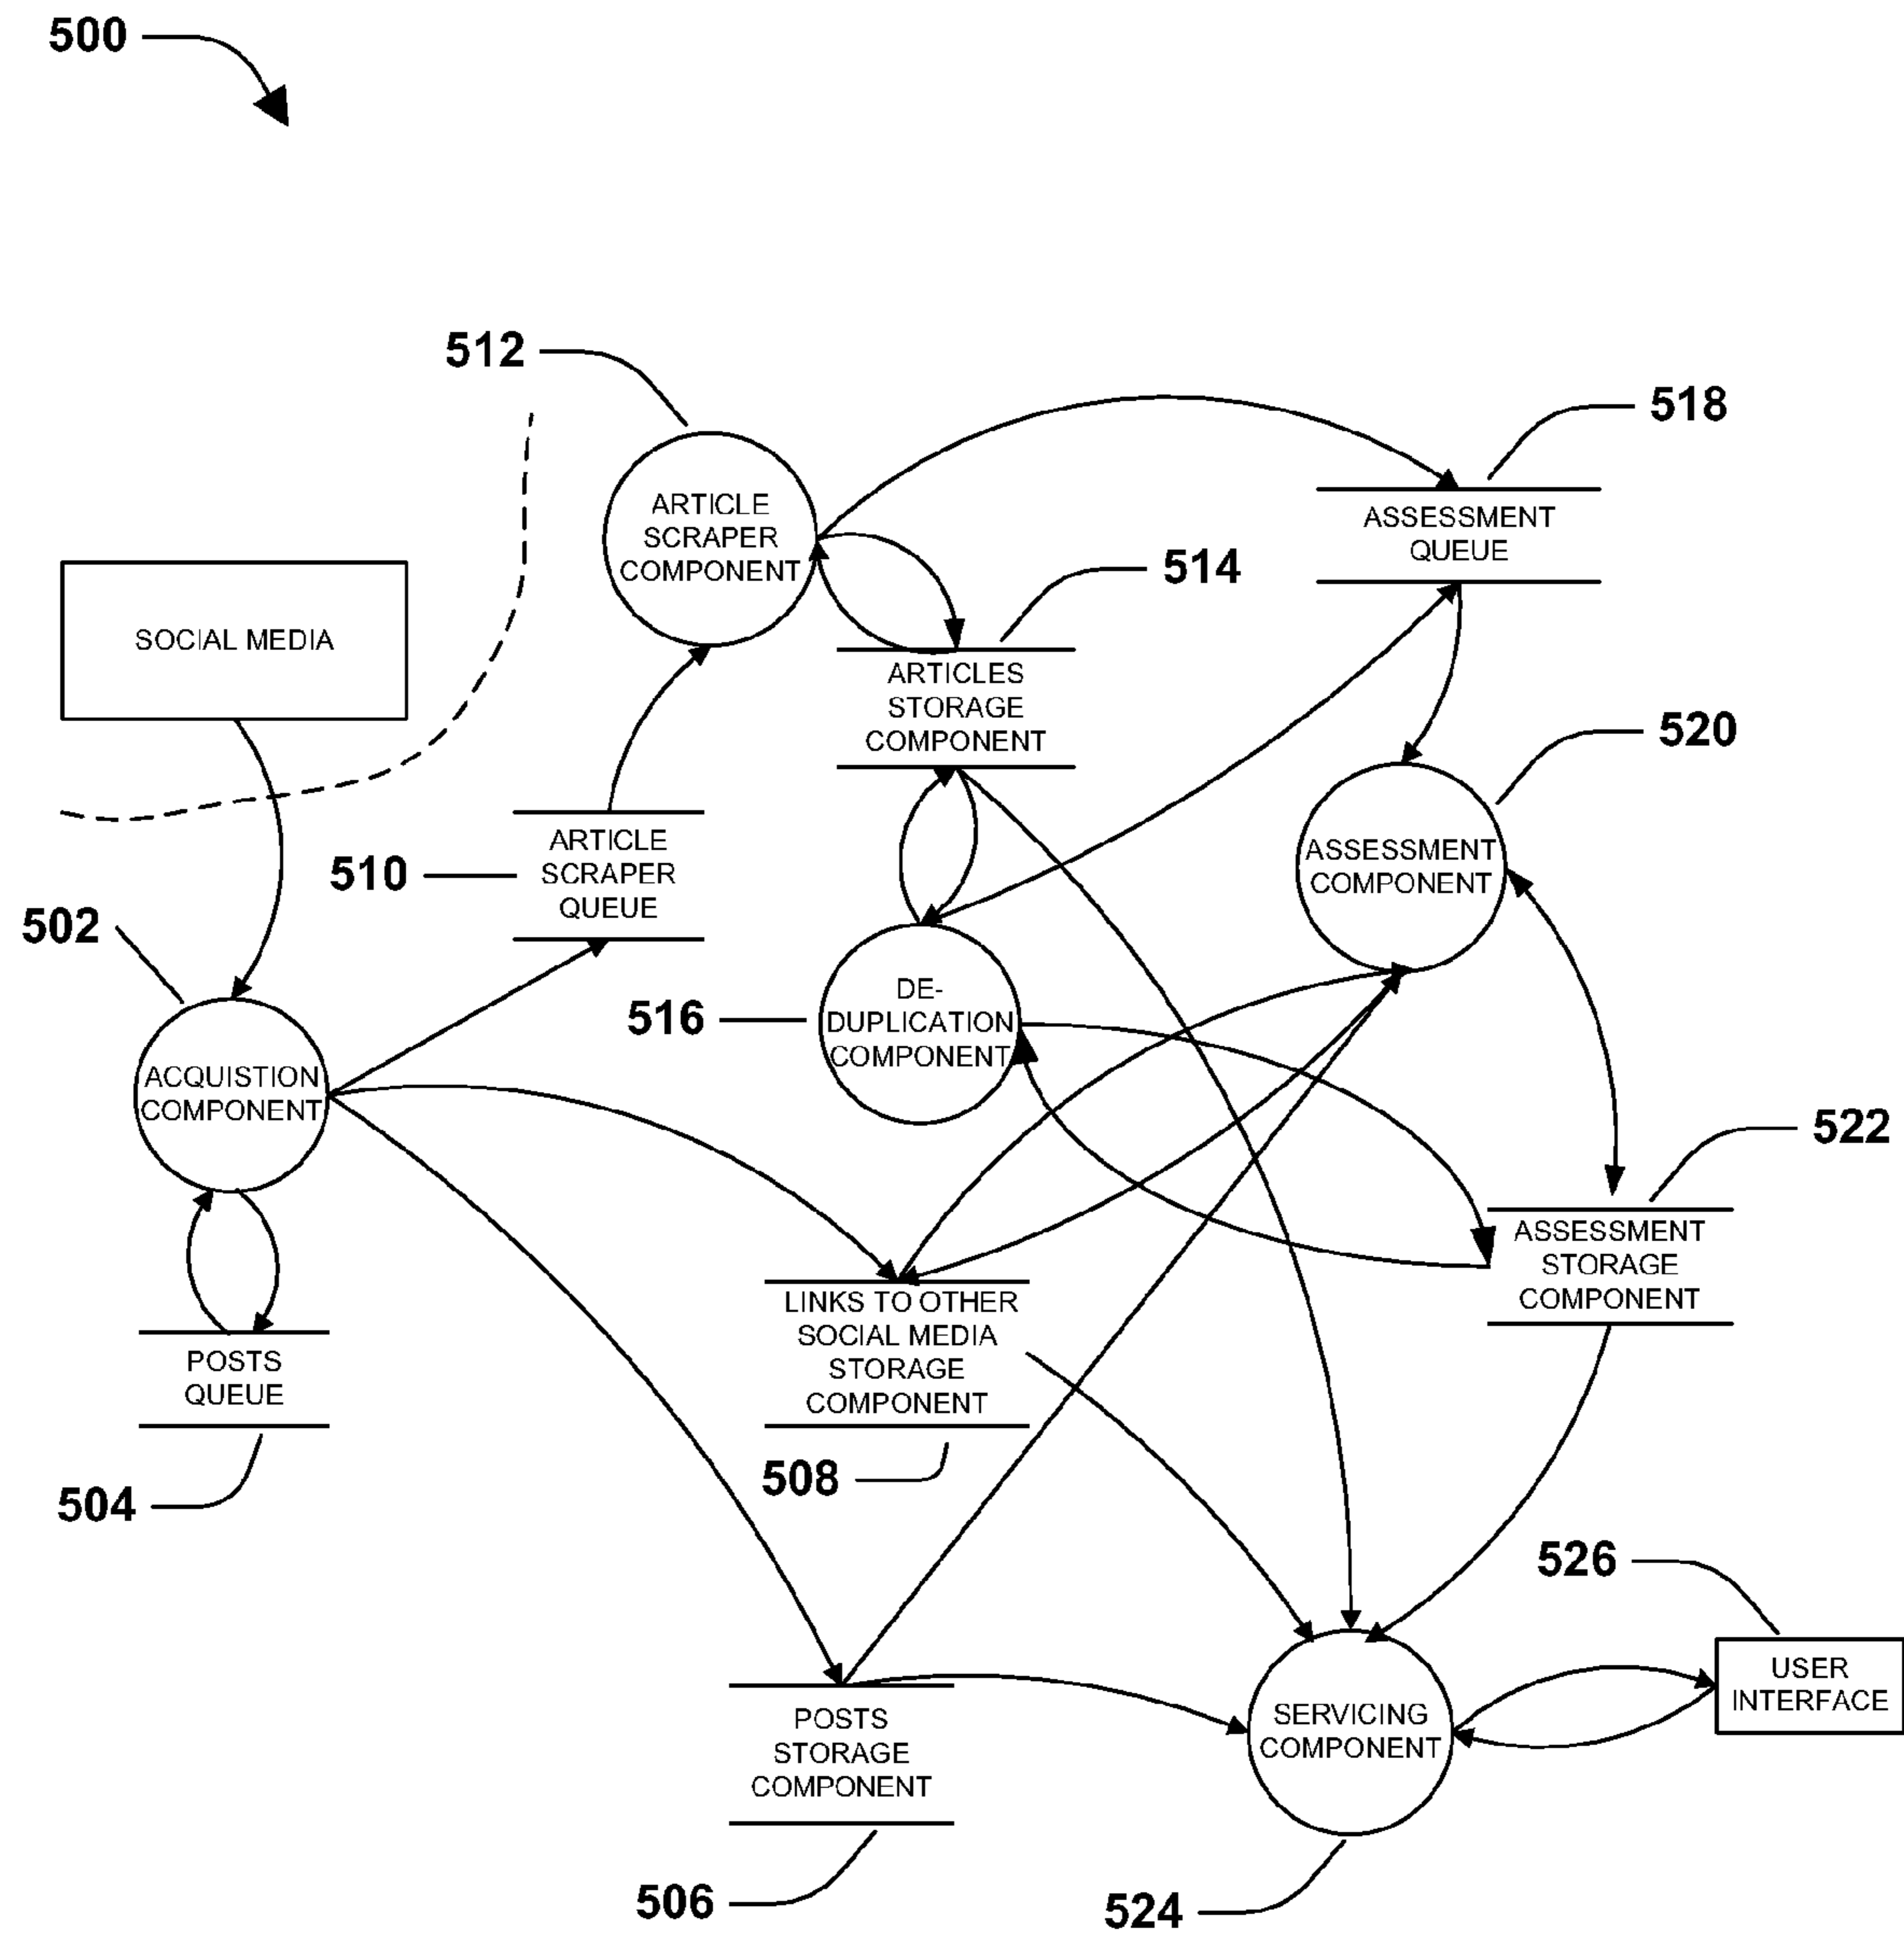 500
512
518
ARTICLE
SCRAPER
COMPONENT
ASSESSMENT
QUEUE
514
SOCIAL MEDIA
ARTICLES
STORAGE
COMPONENT
520
510
ARTICLE
SCRAPER
QUEUE
ASSESSMENT
COMPONENT
502
516
DE-
DUPLICATION
COMPONENT
ACQUISTION
COMPONENT
522
ASSESSMENT
STORAGE
COMPONENT
LINKS TO OTHER
SOCIAL MEDIA
STORAGE
COMPONENT
POSTS
QUEUE
508
504
526
USER
INTERFACE
POSTS
STORAGE
COMPONENT
SERVICING
COMPONENT
506
524